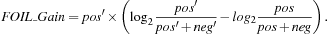 FOIL_Gain = pos′ × (log₂ pos′/(pos′ + neg′) − log₂ pos/(pos + neg)).